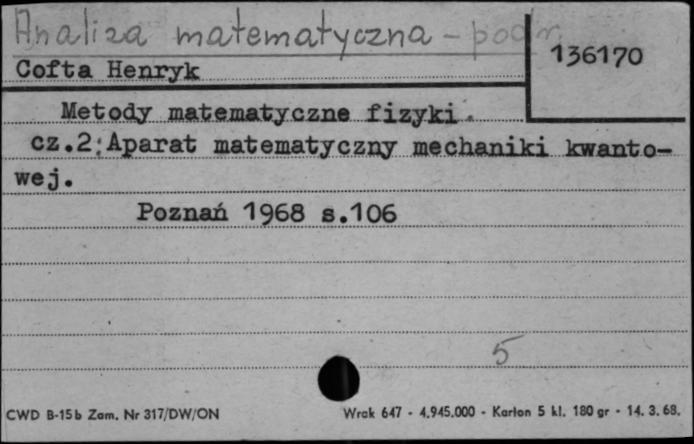 Analiza matematyczna - podr.
136170
Cofta Henryk
Metody matematyczne fizyki.
cz.2:Aparat matematyczny mechaniki kwanto-
wej.
Poznań 1968 s.106
5
CWD B-15b Zam. Nr 317/DW/ON
Wrak 647 - 4.945.000 - Karton 5 kl. 180 gr - 14. 3. 68.